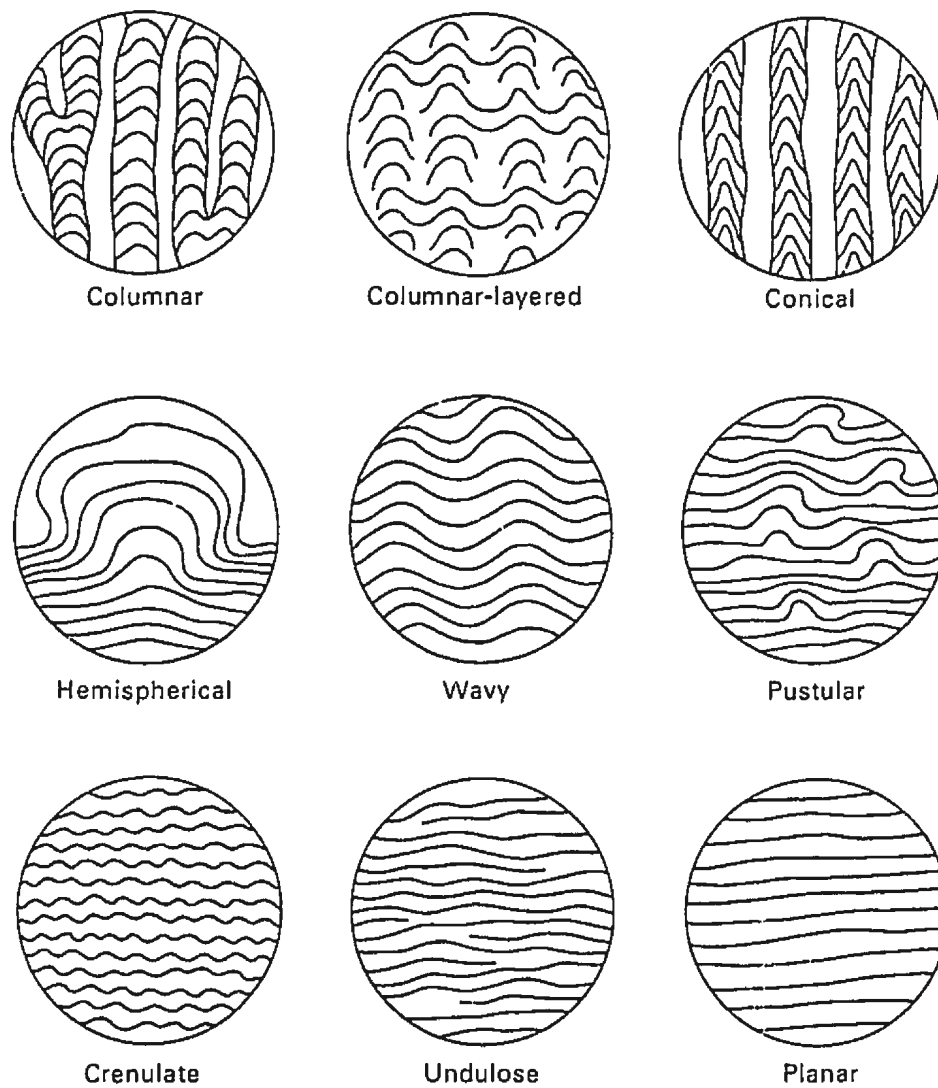 Columnar
Columnar-layered
Conical
Hemispherical
Wavy
Pustular
Crenulate
Undulose
Planar